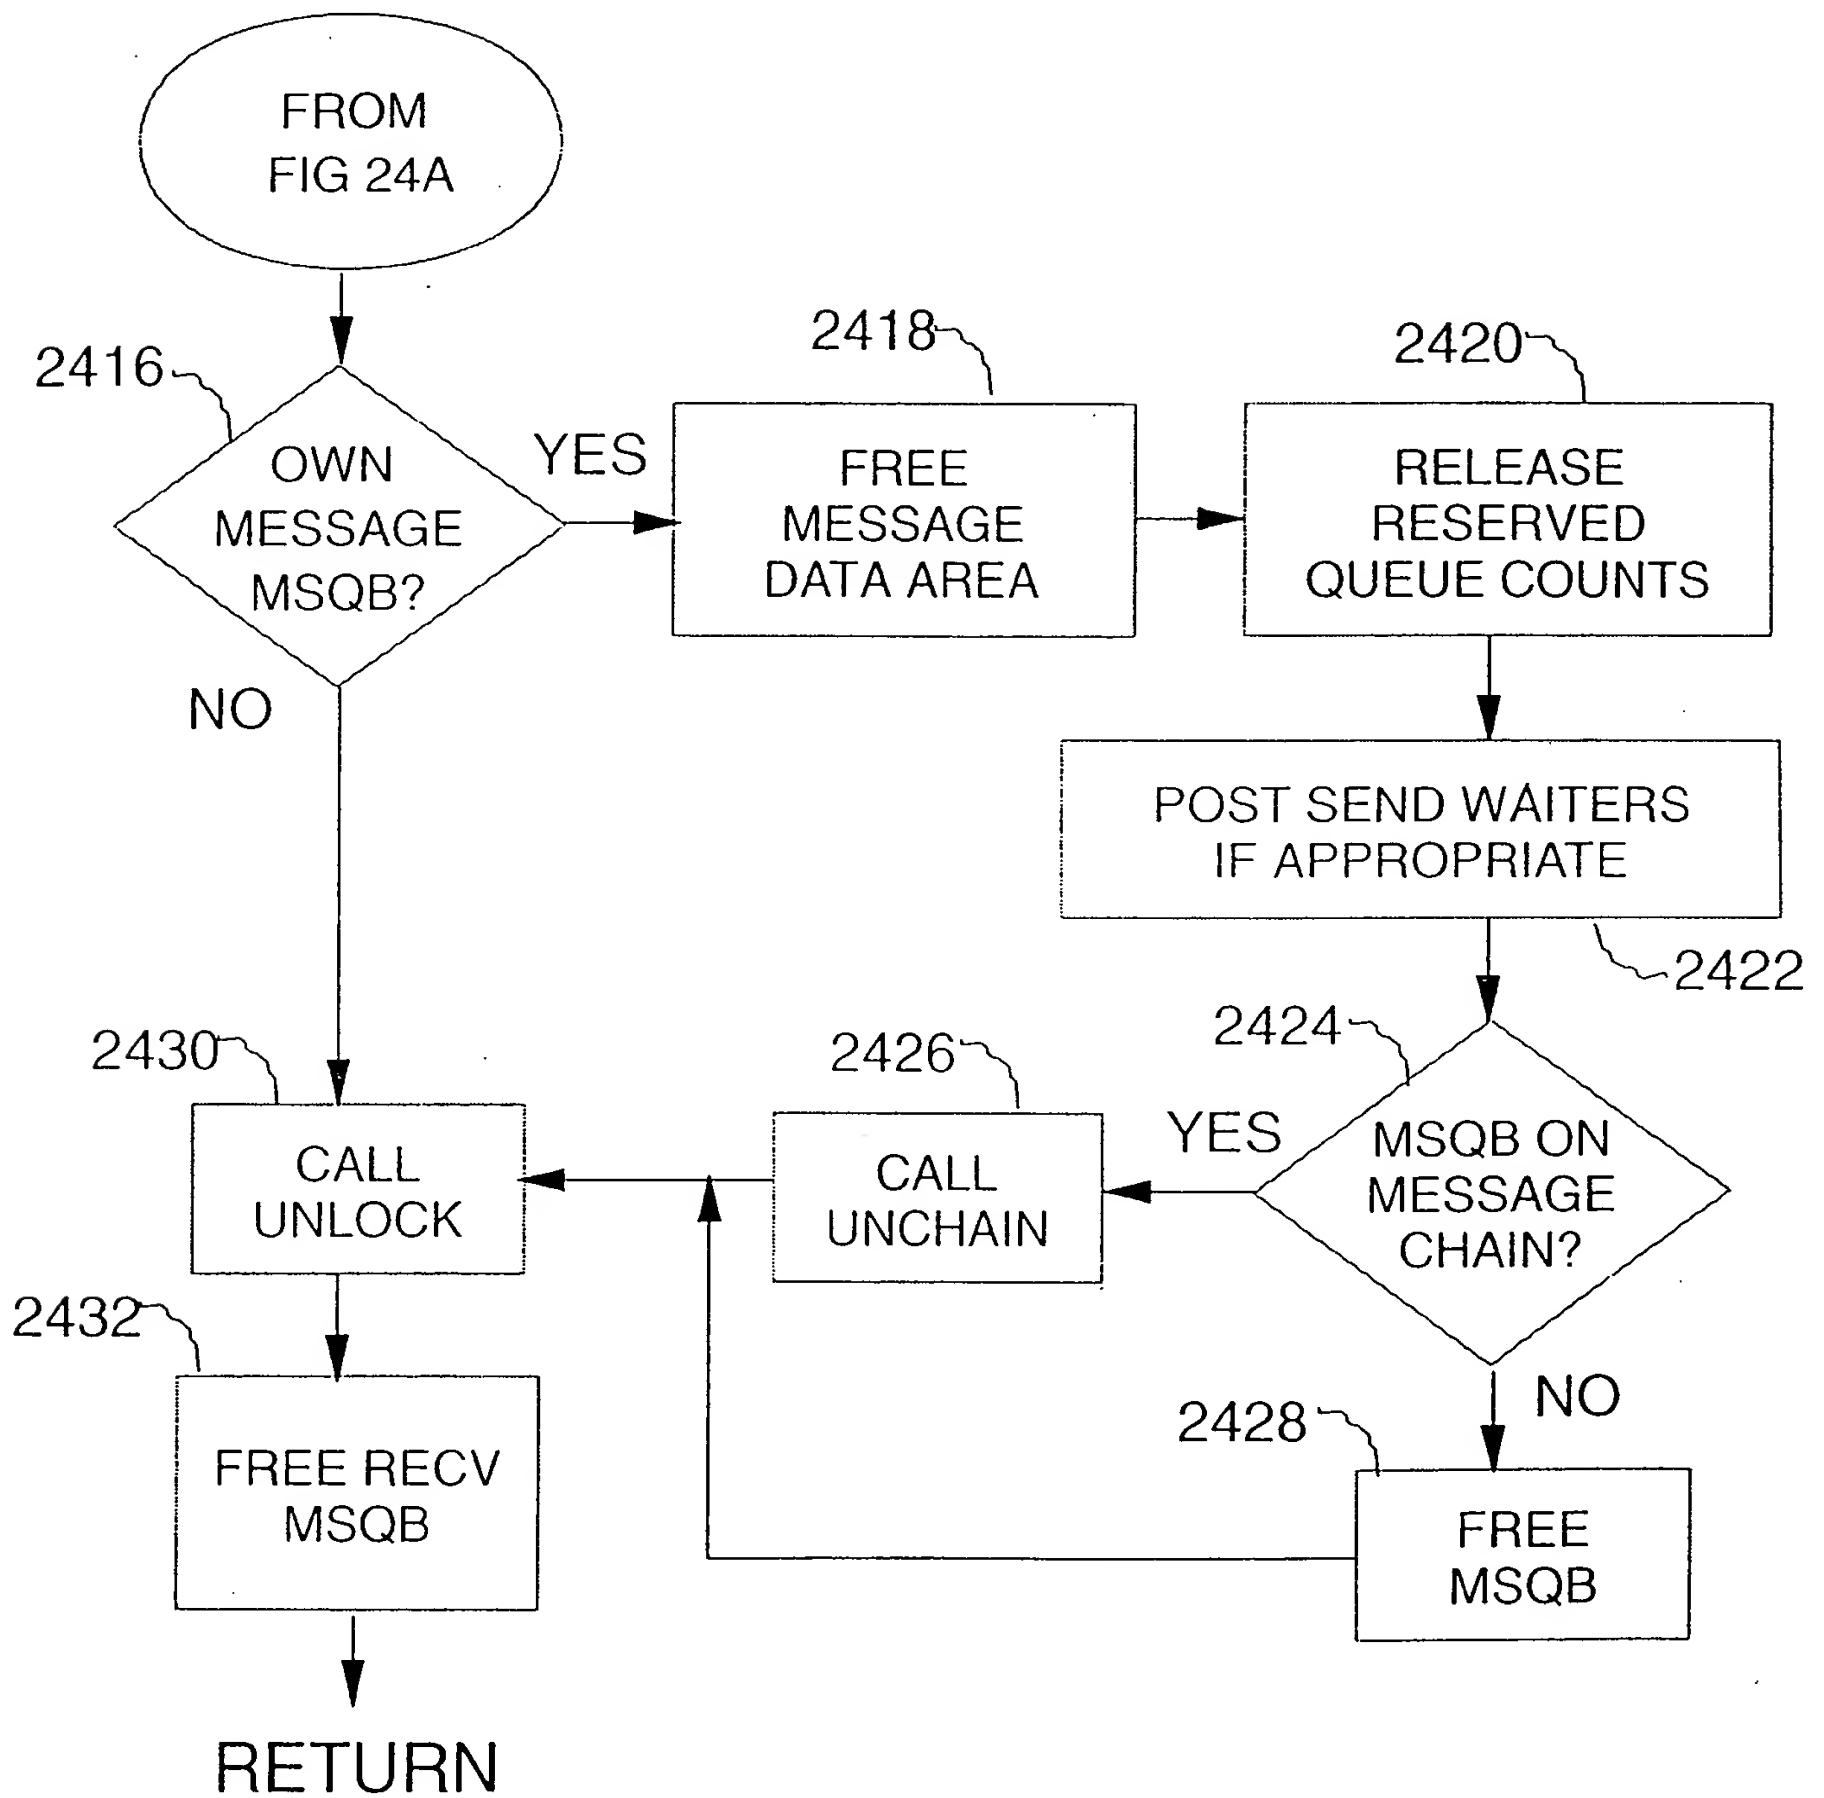 FROM
FIG 24A
2416
OWN
MESSAGE
MSQB?
YES
NO
2418
FREE
MESSAGE
DATA AREA
2420
RELEASE
RESERVED
QUEUE COUNTS
POST SEND WAITERS
IF APPROPRIATE
2422
2424
MSQB ON
MESSAGE
CHAIN?
YES
NO
2426
CALL
UNCHAIN
2428
FREE
MSQB
2430
CALL
UNLOCK
2432
FREE RECV
MSQB
RETURN